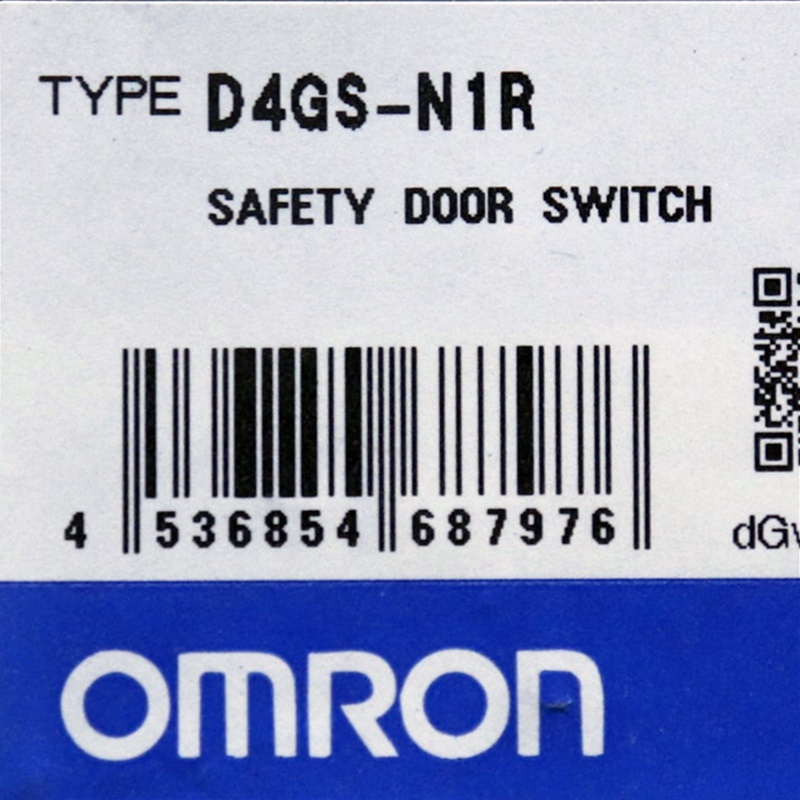 TYPE D4GS-N1R
SAFETY DOOR SWITCH
4 536854 687976
OMRON